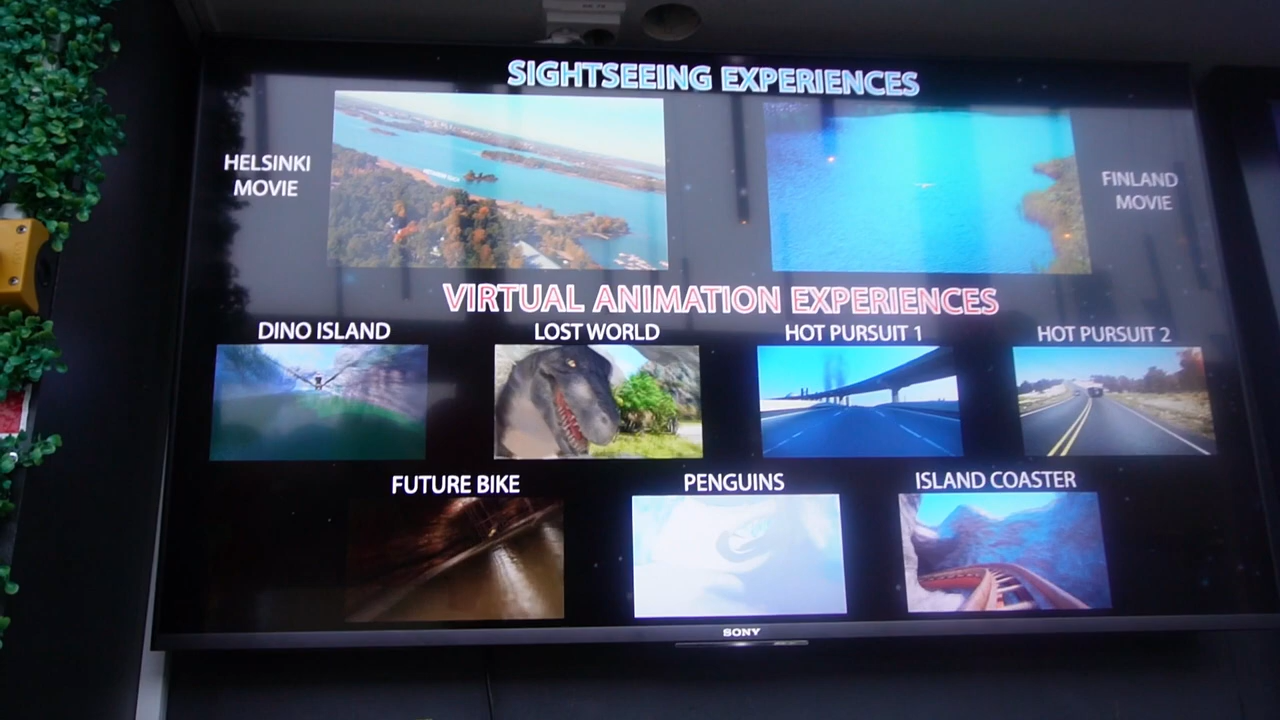 SIGHTSEEING EXPERIENCES
HELSINKI
MOVIE
FINLAND
MOVIE
VIRTUAL ANIMATION EXPERIENCES
DINO ISLAND
LOST WORLD
HOT PURSUIT 1
HOT PURSUIT 2
FUTURE BIKE
PENGUINS
ISLAND COASTER
SONY